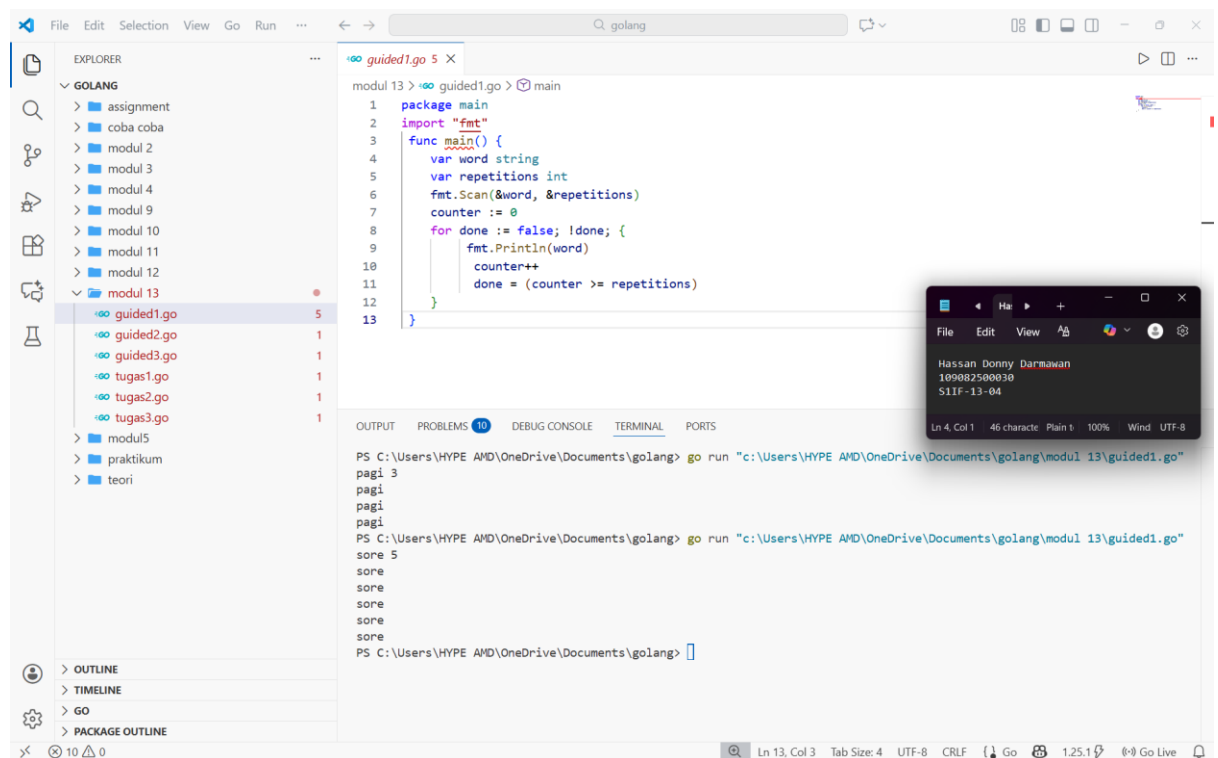 File Edit Selection View Go Run ... golang
EXPLORER ...
GOLANG
assignment
coba coba
modul 2
modul 3
modul 4
modul 9
modul 10
modul 11
modul 12
modul 13
guided1.go 5
guided2.go 1
guided3.go 1
tugas1.go 1
tugas2.go 1
tugas3.go 1
modul5
praktikum
teori
OUTLINE
TIMELINE
GO
PACKAGE OUTLINE
guided1.go 5
modul 13 > guided1.go > main
1 package main
2 import "fmt"
3 func main() {
4 var word string
5 var repetitions int
6 fmt.Scan(&word, &repetitions)
7 counter := 0
8 for done := false; !done; {
9 fmt.Println(word)
10 counter++
11 done = (counter >= repetitions)
12 }
13 }
Has
File Edit View
Hassan Donny Darmawan
109082500030
S1IF-13-04
Ln 4, Col 1 46 characte Plain t 100% Wind UTF-8
OUTPUT PROBLEMS 10 DEBUG CONSOLE TERMINAL PORTS
PS C:\Users\HYPE AMD\OneDrive\Documents\golang> go run "c:\Users\HYPE AMD\OneDrive\Documents\golang\modul 13\guided1.go"
pagi 3
pagi
pagi
pagi
PS C:\Users\HYPE AMD\OneDrive\Documents\golang> go run "c:\Users\HYPE AMD\OneDrive\Documents\golang\modul 13\guided1.go"
sore 5
sore
sore
sore
sore
sore
PS C:\Users\HYPE AMD\OneDrive\Documents\golang>
10 0 Ln 13, Col 3 Tab Size: 4 UTF-8 CRLF Go 1.25.1 Go Live